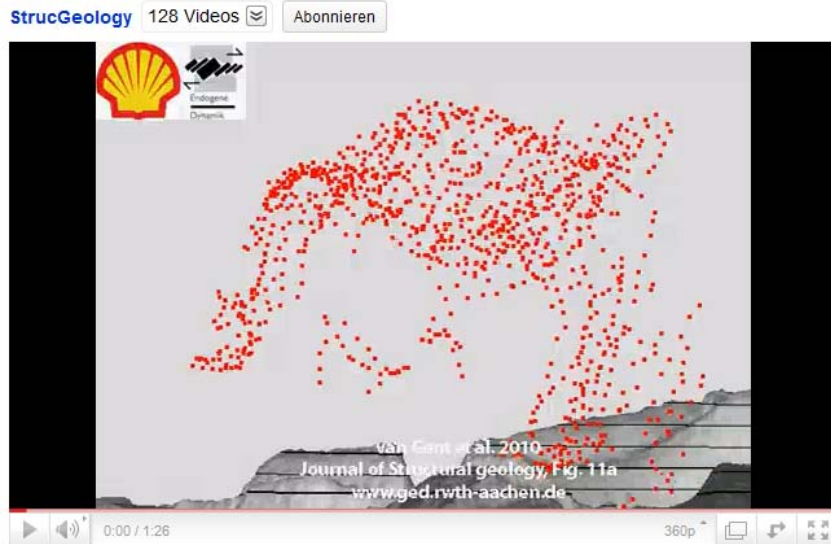 StrucGeology 128 Videos Abonnieren
Endogene
Dynamik
van Gent et al. 2010
Journal of Structural geology, Fig. 11a
www.ged.rwth-aachen.de
0:00 / 1:26 360p